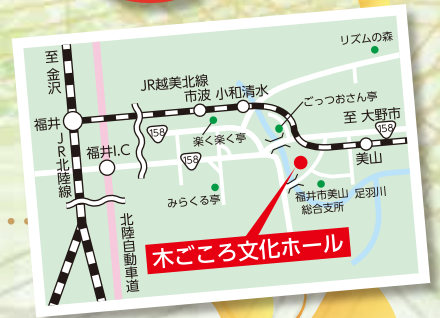 リズムの森
至 金沢
JR越美北線
市波
小和清水
ごっつおさん亭
至 大野市
158
福井
158
楽く楽く亭
福井I.C
158
美山
JR北陸線
みらくる亭
福井市美山
総合支所
足羽川
北陸自動車道
木ごころ文化ホール